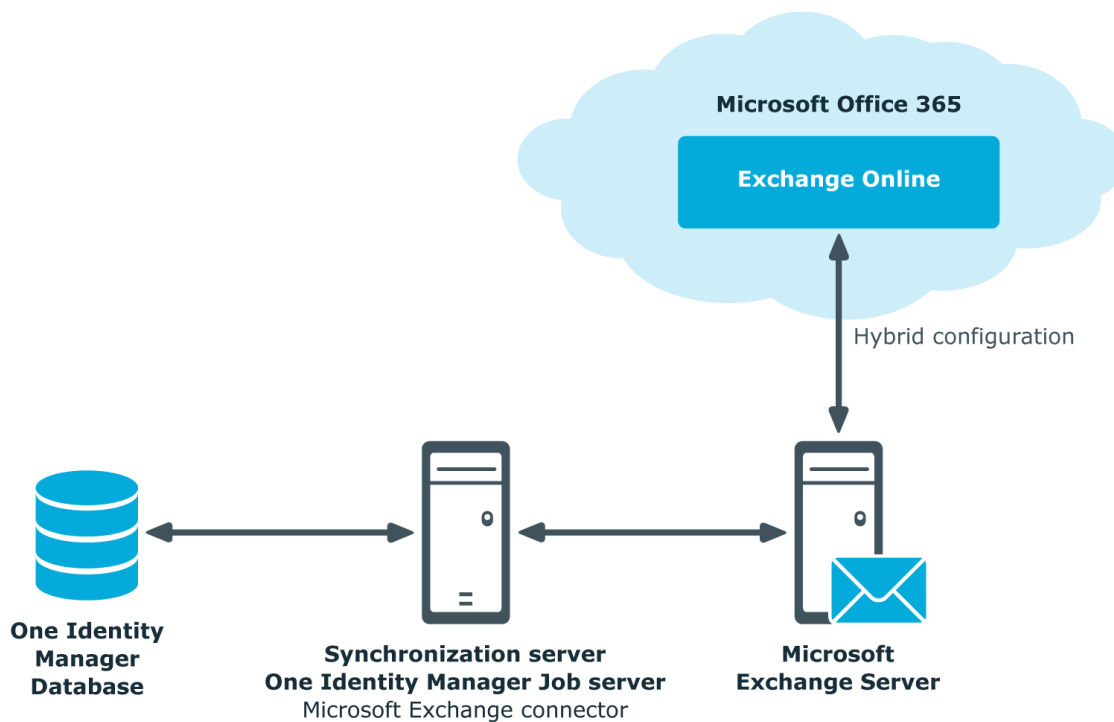 Microsoft Office 365
Exchange Online
Hybrid configuration
One Identity
Manager
Database
Synchronization server
One Identity Manager Job server
Microsoft Exchange connector
Microsoft
Exchange Server